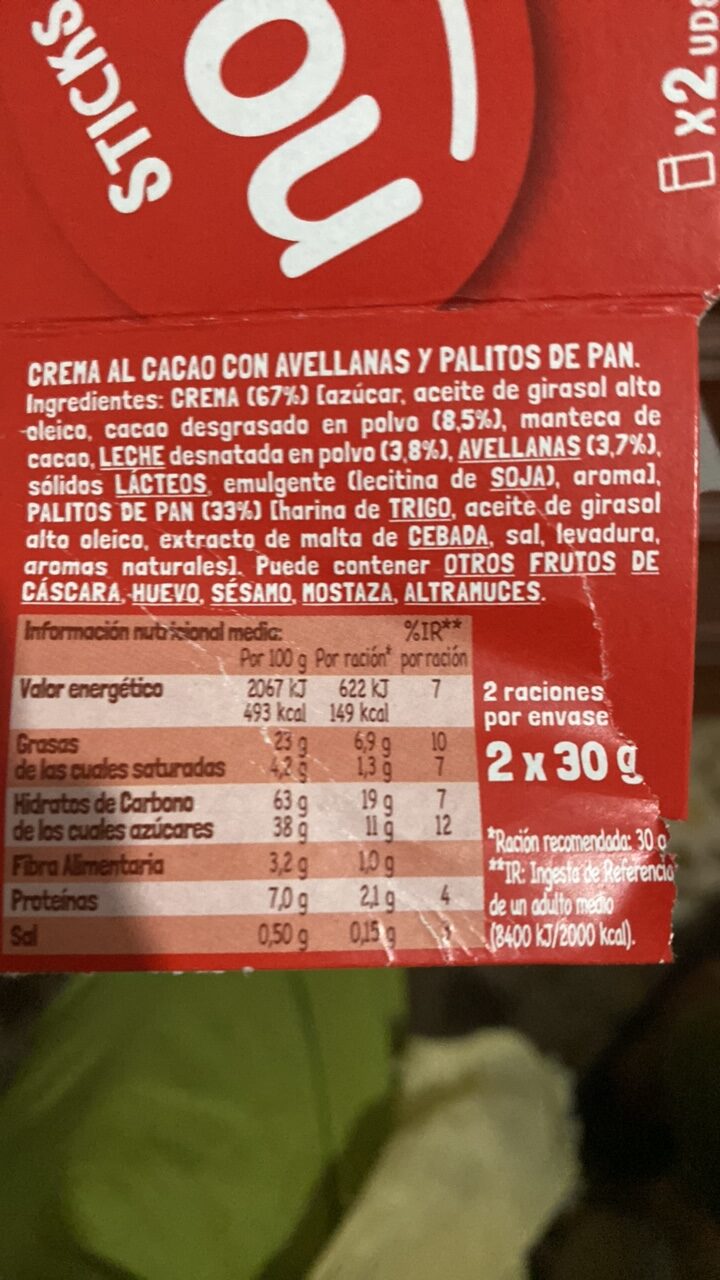 STICKS
no
x2 UDS
CREMA AL CACAO CON AVELLANAS Y PALITOS DE PAN.
Ingredientes: CREMA (67%) [azúcar, aceite de girasol alto
oleico, cacao desgrasado en polvo (8,5%), manteca de
cacao, LECHE desnatada en polvo (3,8%), AVELLANAS (3,7%),
sólidos LÁCTEOS, emulgente (lecitina de SOJA), aroma],
PALITOS DE PAN (33%) [harina de TRIGO, aceite de girasol
alto oleico, extracto de malta de CEBADA, sal, levadura,
aromas naturales]. Puede contener OTROS FRUTOS DE
CÁSCARA, HUEVO, SÉSAMO, MOSTAZA, ALTRAMUCES.
Información nutricional media: %IR**
Por 100 g Por ración* por ración
Valor energético 2067 kJ 622 kJ 7
493 kcal 149 kcal
Grasas 23 g 6,9 g 10
de las cuales saturadas 4,2 g 1,3 g 7
Hidratos de Carbono 63 g 19 g 7
de los cuales azúcares 38 g 11 g 12
Fibra Alimentaria 3,2 g 1,0 g
Proteínas 7,0 g 2,1 g 4
Sal 0,50 g 0,15 g
2 raciones
por envase
2 x 30 g
*Ración recomendada: 30 g
**IR: Ingesta de Referencia
de un adulto medio
(8400 kJ/2000 kcal).